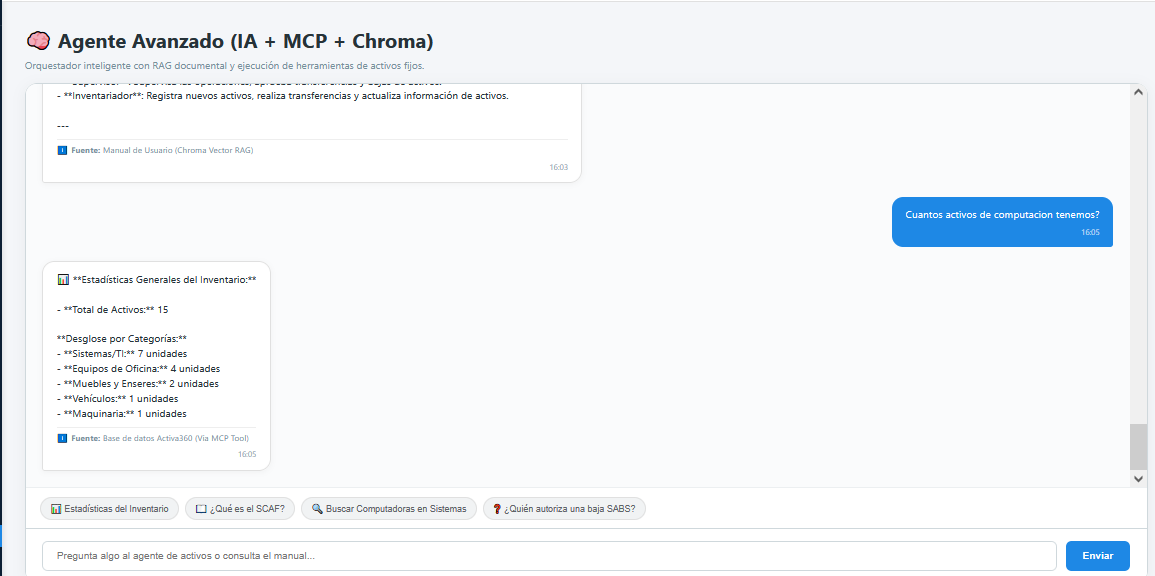 Agente Avanzado (IA + MCP + Chroma)
Orquestador inteligente con RAG documental y ejecución de herramientas de activos fijos.
- **Inventariador**: Registra nuevos activos, realiza transferencias y actualiza información de activos.
---
Fuente: Manual de Usuario (Chroma Vector RAG)
16:03
Cuantos activos de computacion tenemos?
16:05
**Estadísticas Generales del Inventario:**
- **Total de Activos:** 15
**Desglose por Categorías:**
- **Sistemas/TI:** 7 unidades
- **Equipos de Oficina:** 4 unidades
- **Muebles y Enseres:** 2 unidades
- **Vehículos:** 1 unidades
- **Maquinaria:** 1 unidades
Fuente: Base de datos Activa360 (Via MCP Tool)
16:05
Estadísticas del Inventario
¿Qué es el SCAF?
Buscar Computadoras en Sistemas
¿Quién autoriza una baja SABS?
Pregunta algo al agente de activos o consulta el manual...
Enviar